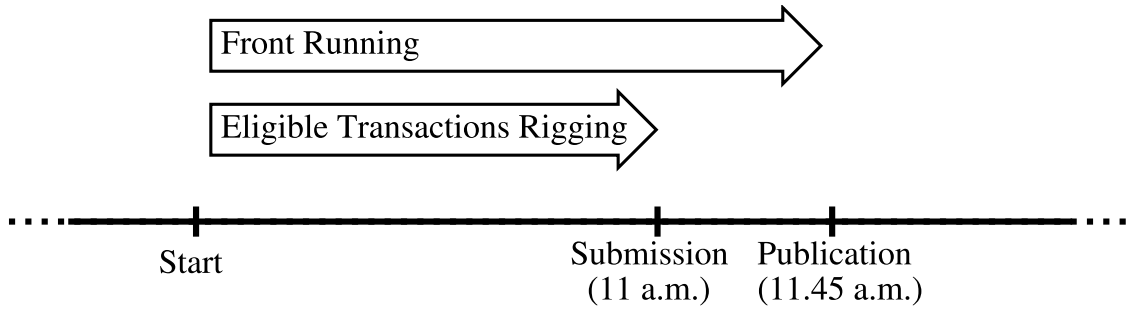 Front Running
Eligible Transactions Rigging
Start
Submission
(11 a.m.)
Publication
(11.45 a.m.)